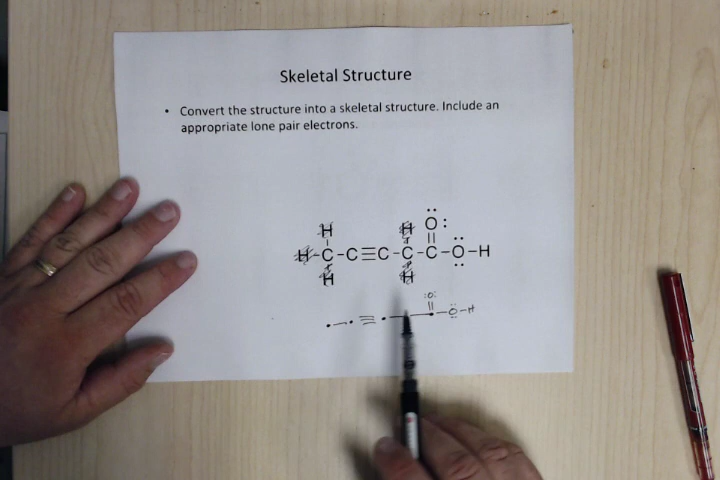 Skeletal Structure
• Convert the structure into a skeletal structure. Include an
appropriate lone pair electrons.
H H O:
H-C-C≡C-C-C-O-H
H H
:O:
O-H